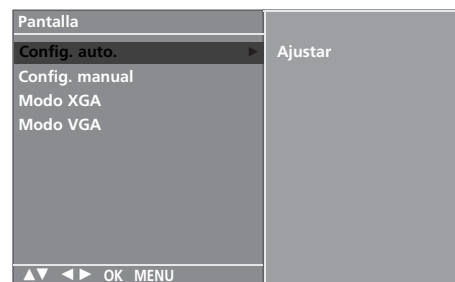 Pantalla
Config. auto. ▶ Ajustar
Config. manual
Modo XGA
Modo VGA
▲▼ ◀▶ OK MENU